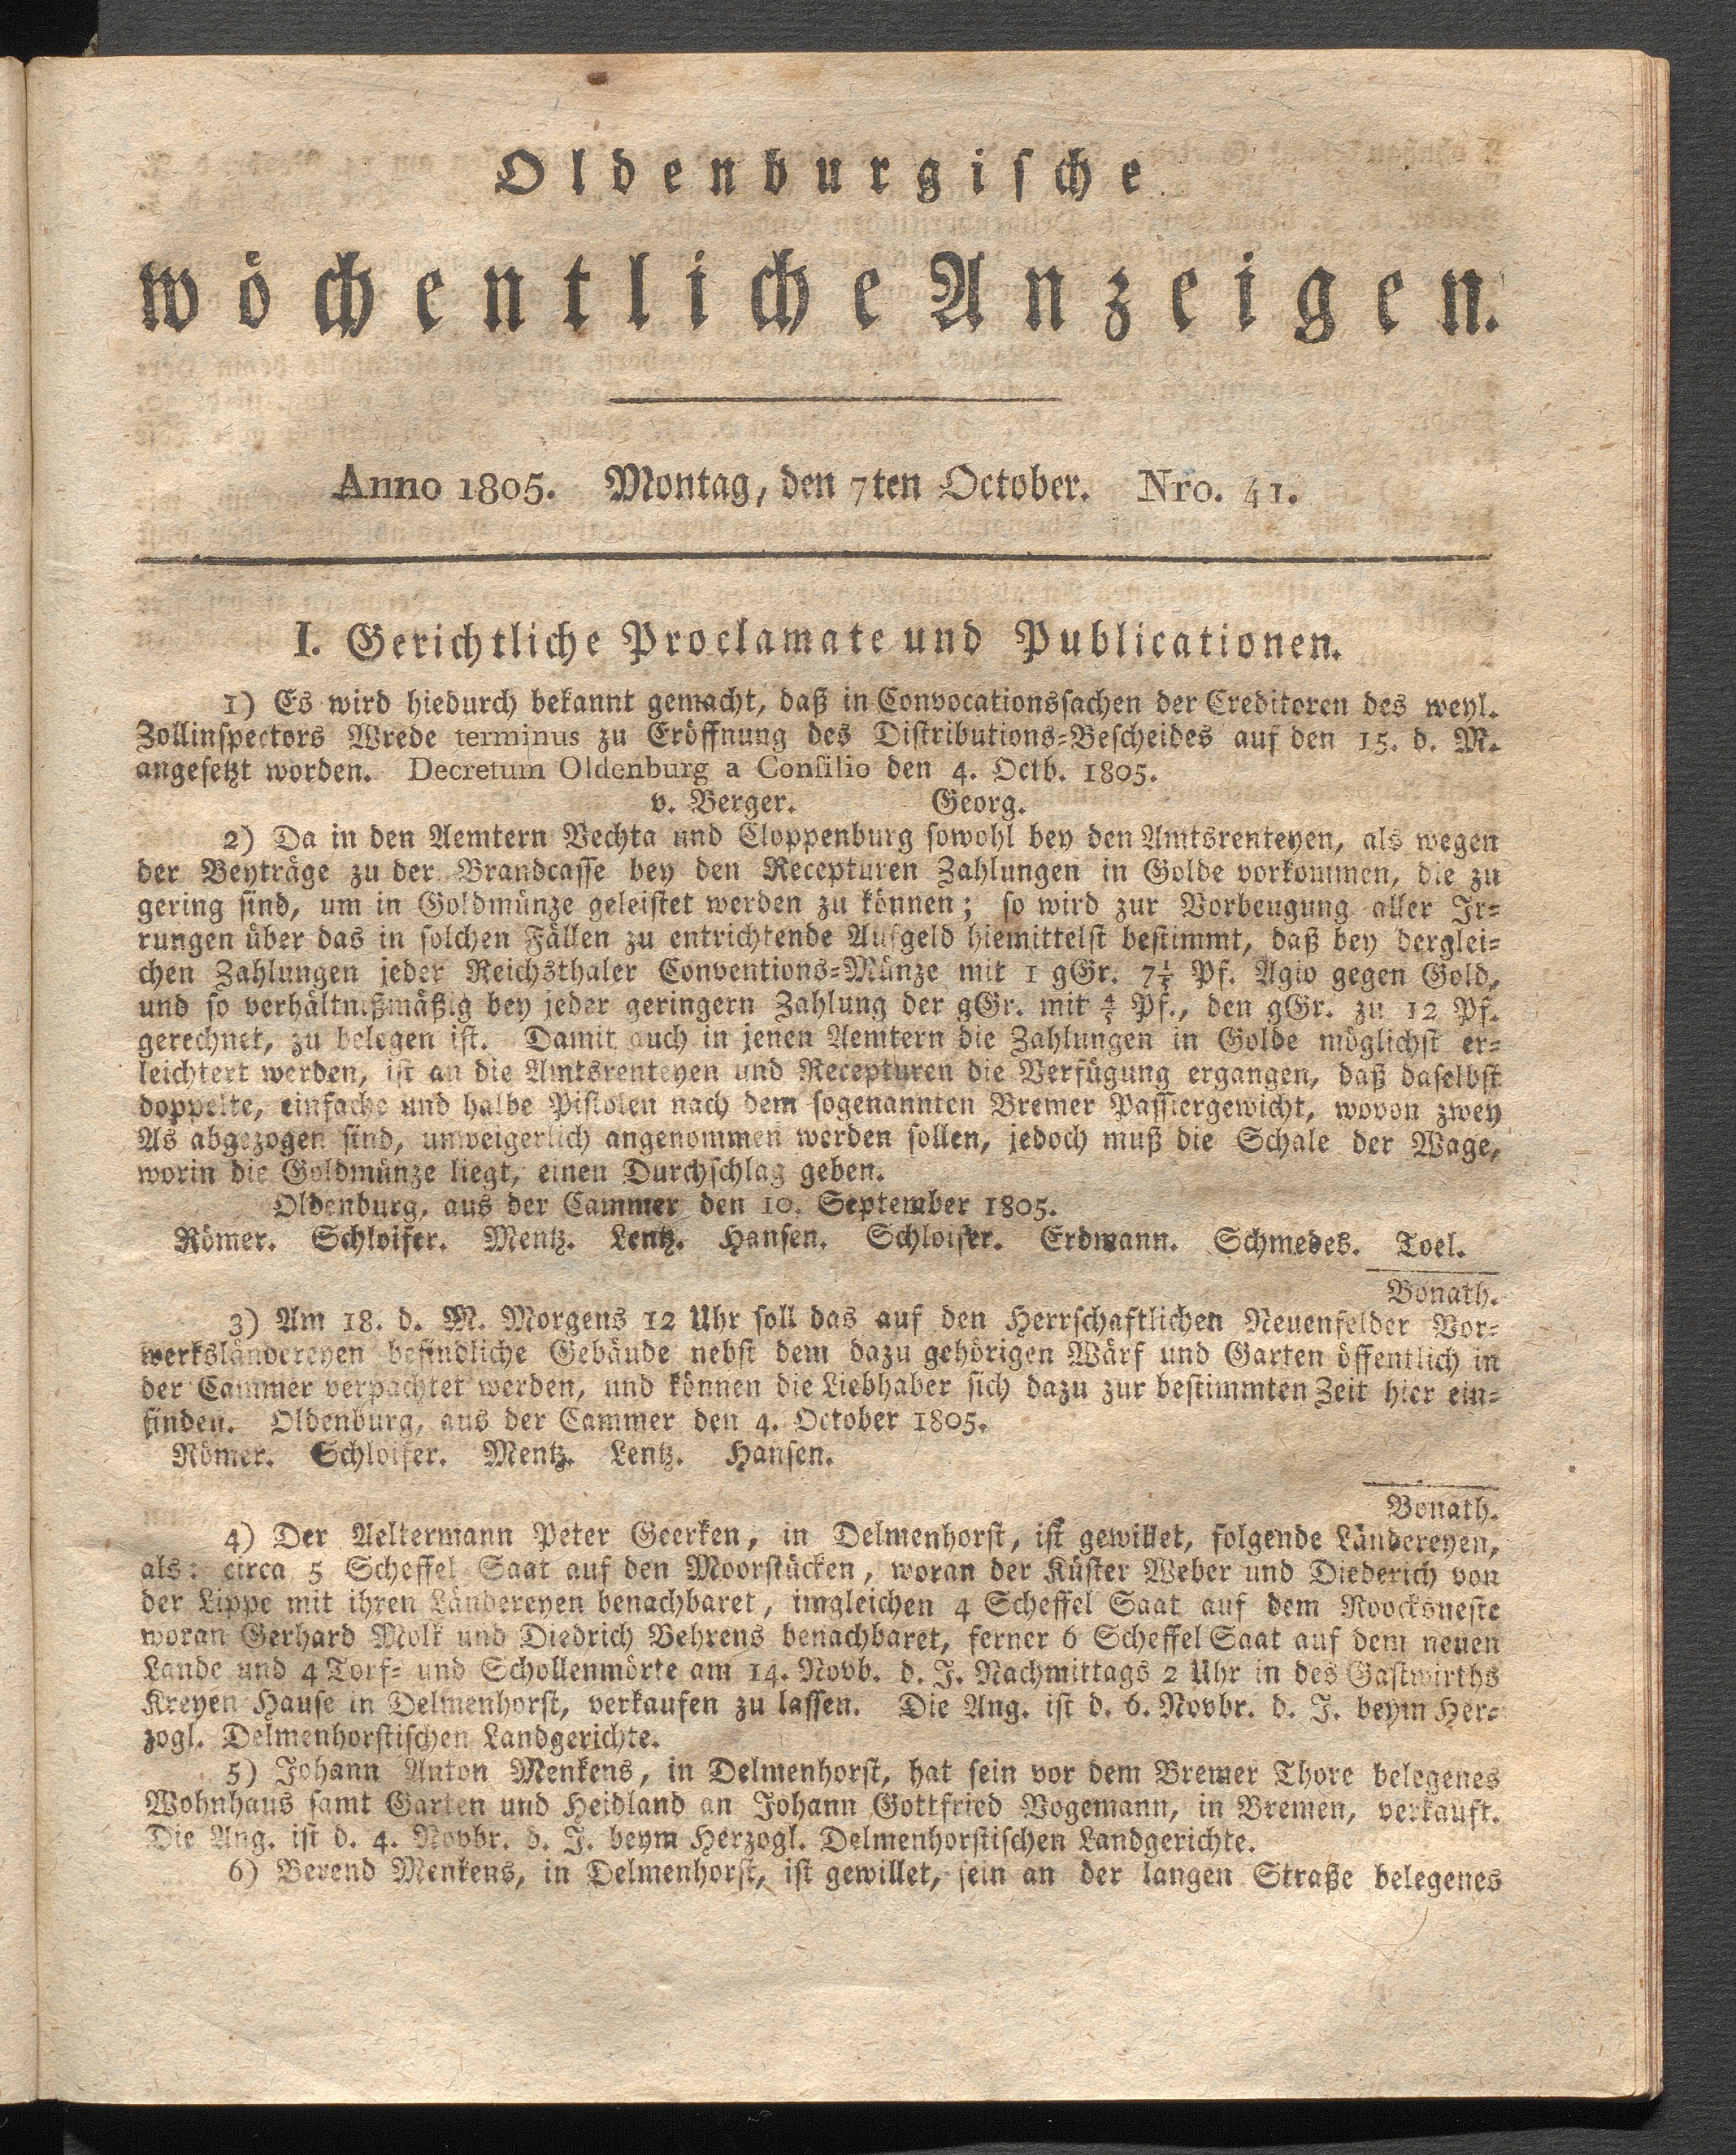 Oldenburgische
wöchentliche Anzeigen.
Anno 1805. Montag, den 7ten October. Nro. 41.
I. Gerichtliche Proclamate und Publicationen.
1) Es wird hiedurch bekannt gemacht, daß in Convocationssachen der Creditoren des weyl.
Zollinspectors Wrede terminus zu Eröffnung des Distributions-Bescheides auf den 15. d. M.
angesetzt worden. Decretum Oldenburg a Consilio den 4. Octb. 1805.
v. Berger. Georg.
2) Da in den Aemtern Vechta und Cloppenburg sowohl bey den Amtsrenteyen, als wegen
der Beyträge zu der Brandcasse bey den Recepturen Zahlungen in Golde vorkommen, die zu
gering sind, um in Goldmünze geleistet werden zu können; so wird zur Vorbeugung aller Ir-
rungen über das in solchen Fällen zu entrichtende Aufgeld hiemittelst bestimmt, daß bey derglei-
chen Zahlungen jeder Reichsthaler Conventions-Münze mit 1 gGr. 7⅕ Pf. Agio gegen Gold,
und so verhältnißmäßig bey jeder geringern Zahlung der gGr. mit ⅘ Pf., den gGr. zu 12 Pf.
gerechnet, zu belegen ist. Damit auch in jenen Aemtern die Zahlungen in Golde möglichst er-
leichtert werden, ist an die Amtsrenteyen und Recepturen die Verfügung ergangen, daß daselbst
doppelte, einfache und halbe Pistolen nach dem sogenannten Bremer Passiergewicht, wovon zwey
As abgezogen sind, unweigerlich angenommen werden sollen, jedoch muß die Schale der Wage,
worin die Goldmünze liegt, einen Durchschlag geben.
Oldenburg, aus der Cammer den 10. September 1805.
Römer. Schloifer. Mentz. Lentz. Hansen. Schloifer. Erdmann. Schmedes. Toel.
Bonath.
3) Am 18. d. M. Morgens 12 Uhr soll das auf den Herrschaftlichen Neuenfelder Vor-
werksländereyen befindliche Gebäude nebst dem dazu gehörigen Wärf und Garten öffentlich in
der Cammer verpachtet werden, und können die Liebhaber sich dazu zur bestimmten Zeit hier ein-
finden. Oldenburg, aus der Cammer den 4. October 1805.
Römer. Schloifer. Mentz. Lentz. Hansen.
Bonath.
4) Der Aeltermann Peter Geerken, in Delmenhorst, ist gewillet, folgende Ländereyen,
als: circa 5 Scheffel Saat auf den Moorstücken, woran der Küster Weber und Diederich von
der Lippe mit ihren Ländereyen benachbaret, imgleichen 4 Scheffel Saat auf dem Roocksneste
woran Gerhard Molk und Diedrich Behrens benachbaret, ferner 6 Scheffel Saat auf dem neuen
Lande und 4 Torf- und Schollenmörte am 14. Novb. d. J. Nachmittags 2 Uhr in des Gastwirths
Kreyen Hause in Delmenhorst, verkaufen zu lassen. Die Ang. ist d. 6. Novbr. d. J. beym Her-
zogl. Delmenhorstischen Landgerichte.
5) Johann Anton Menkens, in Delmenhorst, hat sein vor dem Bremer Thore belegenes
Wohnhaus samt Garten und Heidland an Johann Gottfried Vogemann, in Bremen, verkauft.
Die Ang. ist d. 4. Novbr. d. J. beym Herzogl. Delmenhorstischen Landgerichte.
6) Berend Menkens, in Delmenhorst, ist gewillet, sein an der langen Straße belegenes